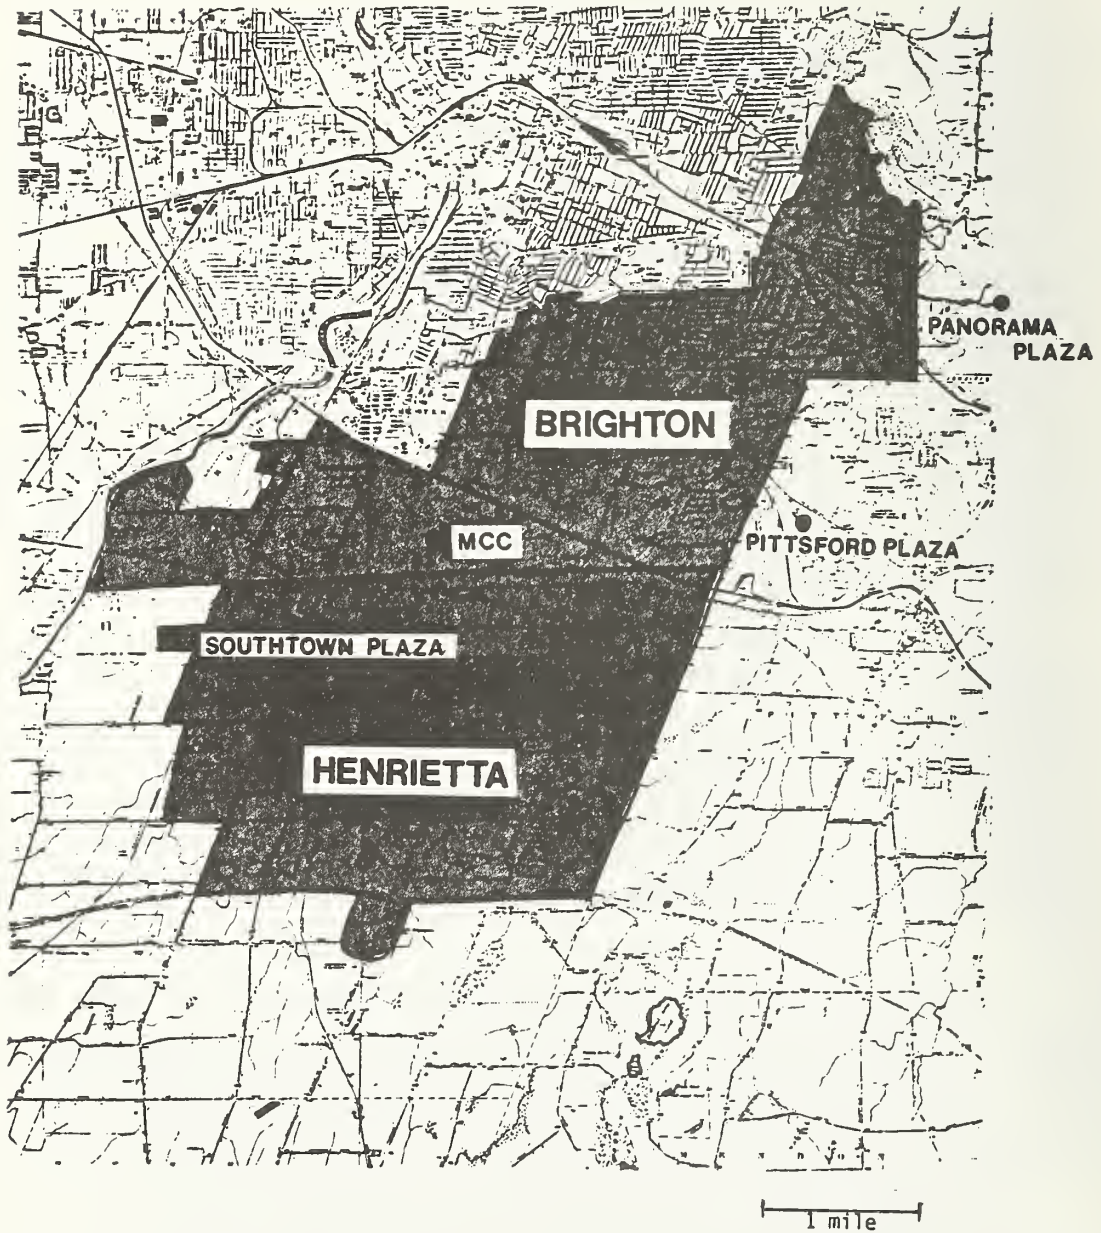 PANORAMA
PLAZA
BRIGHTON
MCC
PITTSFORD PLAZA
SOUTHTOWN PLAZA
HENRIETTA
1 mile